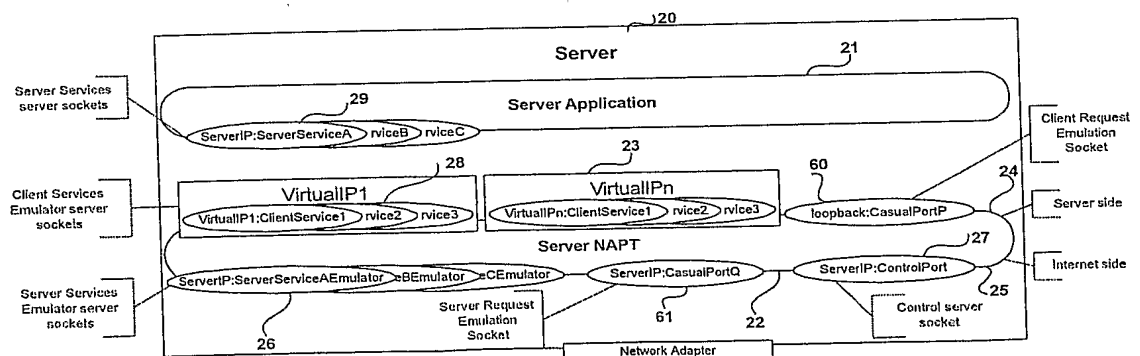 20
Server
21
Server Services
server sockets
29
Server Application
ServerIP:ServerServiceA rviceB rviceC
Client Request
Emulation
Socket
23
28
60
24
Client Services
Emulator server
sockets
VirtualIP1
VirtualIP1:ClientService1 rvice2 rvice3
VirtualIPn
VirtualIPn:ClientService1 rvice2 rvice3
loopback:CasualPortP
Server side
Server NAPT
27
Server Services
Emulator server
sockets
ServerIP:ServerServiceAEmulator eBEmulator eCEmulator
ServerIP:CasualPortQ
ServerIP:ControlPort
Internet side
26
Server Request
Emulation
Socket
61
22
25
Control server
socket
Network Adapter